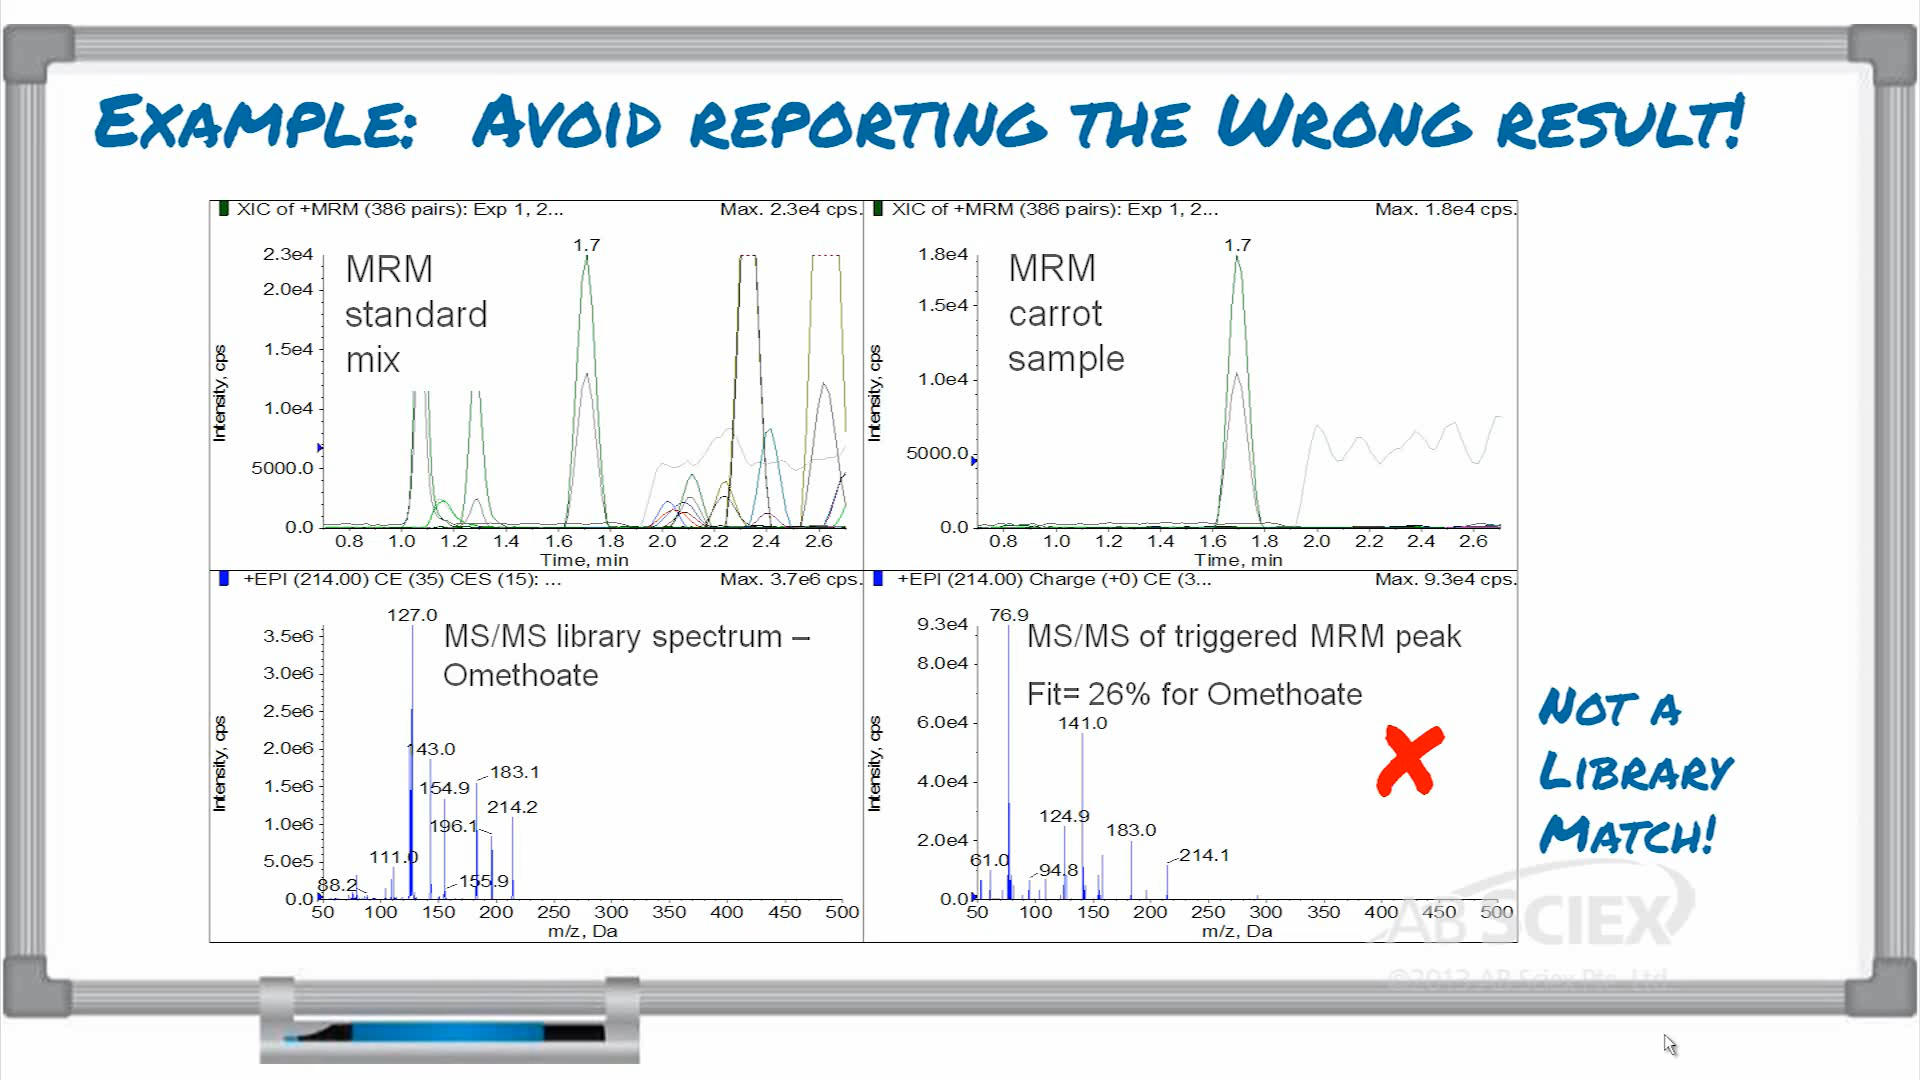 Example: Avoid reporting the Wrong result!
XIC of +MRM (386 pairs): Exp 1, 2... Max. 2.3e4 cps.
1.7
2.3e4
2.0e4
1.5e4
1.0e4
5000.0
0.0
Intensity, cps
MRM
standard
mix
0.8 1.0 1.2 1.4 1.6 1.8 2.0 2.2 2.4 2.6
Time, min
XIC of +MRM (386 pairs): Exp 1, 2... Max. 1.8e4 cps.
1.7
1.8e4
1.5e4
1.0e4
5000.0
0.0
Intensity, cps
MRM
carrot
sample
0.8 1.0 1.2 1.4 1.6 1.8 2.0 2.2 2.4 2.6
Time, min
+EPI (214.00) CE (35) CES (15): ... Max. 3.7e6 cps.
127.0
3.5e6
3.0e6
2.5e6
2.0e6
1.5e6
1.0e6
5.0e5
0.0
Intensity, cps
MS/MS library spectrum –
Omethoate
143.0
183.1
154.9
214.2
196.1
111.0
88.2
155.9
50 100 150 200 250 300 350 400 450 500
m/z, Da
+EPI (214.00) Charge (+0) CE (3... Max. 9.3e4 cps.
76.9
9.3e4
8.0e4
6.0e4
4.0e4
2.0e4
0.0
Intensity, cps
MS/MS of triggered MRM peak
Fit= 26% for Omethoate
141.0
124.9
183.0
61.0
94.8
214.1
50 100 150 200 250 300 350 400 450 500
m/z, Da
Not a
Library
Match!
AB SCIEX
©2013 AB Sciex Pte. Ltd.